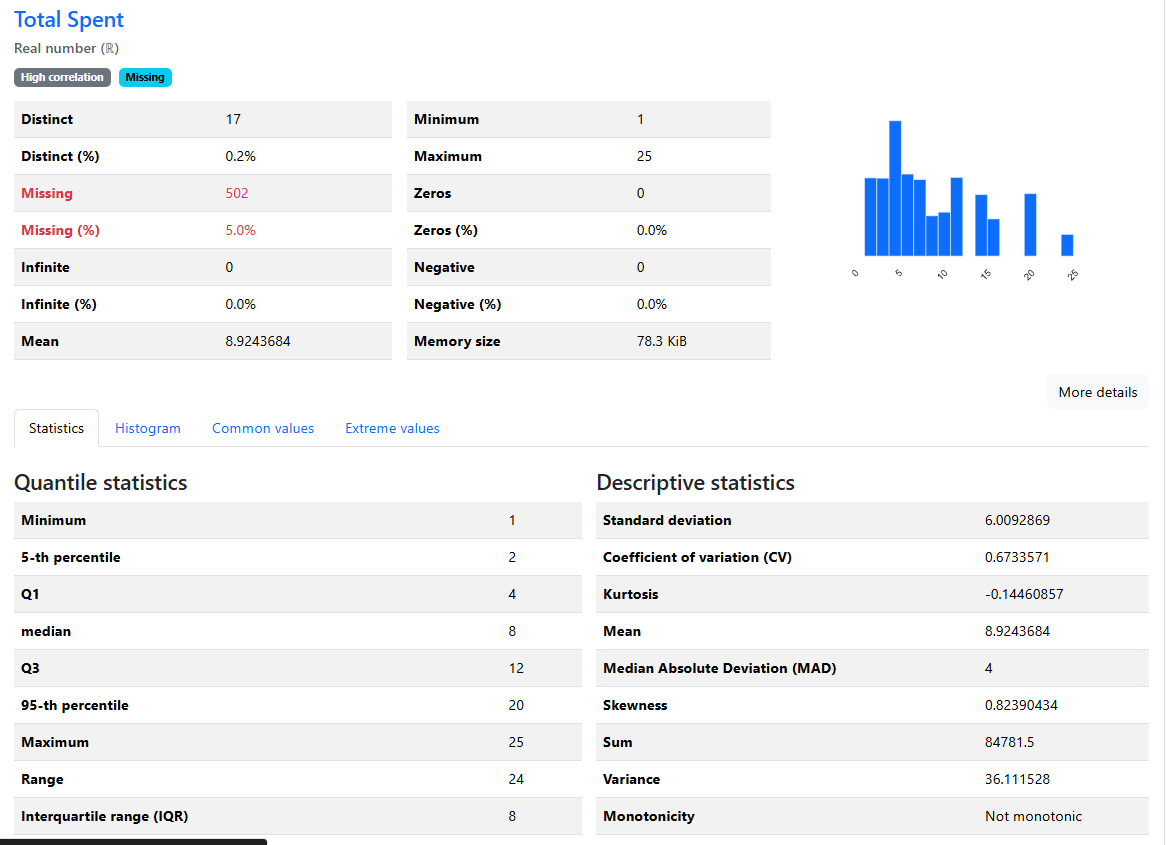 Total Spent
Real number (ℝ)
High correlation Missing
Distinct 17
Distinct (%) 0.2%
Missing 502
Missing (%) 5.0%
Infinite 0
Infinite (%) 0.0%
Mean 8.9243684
Minimum 1
Maximum 25
Zeros 0
Zeros (%) 0.0%
Negative 0
Negative (%) 0.0%
Memory size 78.3 KiB
0 5 10 15 20 25
More details
Statistics Histogram Common values Extreme values
Quantile statistics
Minimum 1
5-th percentile 2
Q1 4
median 8
Q3 12
95-th percentile 20
Maximum 25
Range 24
Interquartile range (IQR) 8
Descriptive statistics
Standard deviation 6.0092869
Coefficient of variation (CV) 0.6733571
Kurtosis -0.14460857
Mean 8.9243684
Median Absolute Deviation (MAD) 4
Skewness 0.82390434
Sum 84781.5
Variance 36.111528
Monotonicity Not monotonic